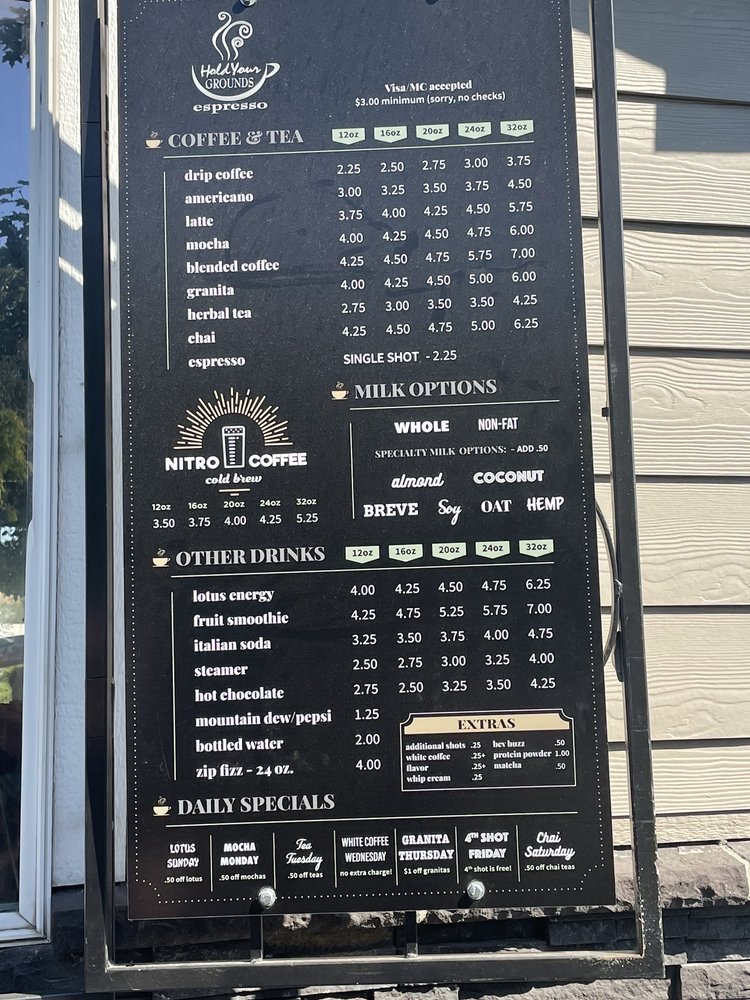 Hold Your
GROUNDS
espresso
Visa/MC accepted
$3.00 minimum (sorry, no checks)
COFFEE & TEA 12oz 16oz 20oz 24oz 32oz
drip coffee 2.25 2.50 2.75 3.00 3.75
americano 3.00 3.25 3.50 3.75 4.50
latte 3.75 4.00 4.25 4.50 5.75
mocha 4.00 4.25 4.50 4.75 6.00
blended coffee 4.25 4.50 4.75 5.75 7.00
granita 4.00 4.25 4.50 5.00 6.00
herbal tea 2.75 3.00 3.50 3.50 4.25
chai 4.25 4.50 4.75 5.00 6.25
espresso SINGLE SHOT - 2.25
NITRO COFFEE
cold brew
12oz 16oz 20oz 24oz 32oz
3.50 3.75 4.00 4.25 5.25
MILK OPTIONS
WHOLE NON-FAT
SPECIALTY MILK OPTIONS: - ADD .50
almond COCONUT
BREVE Soy OAT HEMP
OTHER DRINKS 12oz 16oz 20oz 24oz 32oz
lotus energy 4.00 4.25 4.50 4.75 6.25
fruit smoothie 4.25 4.75 5.25 5.75 7.00
italian soda 3.25 3.50 3.75 4.00 4.75
steamer 2.50 2.75 3.00 3.25 4.00
hot chocolate 2.75 2.50 3.25 3.50 4.25
mountain dew/pepsi 1.25
bottled water 2.00
zip fizz - 24 oz. 4.00
EXTRAS
additional shots .25 hev buzz .50
white coffee .25+ protein powder 1.00
flavor .25+ matcha .50
whip cream .25
DAILY SPECIALS
LOTUS SUNDAY
.50 off lotus
MOCHA MONDAY
.50 off mochas
Tea Tuesday
.50 off teas
WHITE COFFEE WEDNESDAY
no extra charge!
GRANITA THURSDAY
$1 off granitas
4TH SHOT FRIDAY
4th shot is free!
Chai Saturday
.50 off chai teas